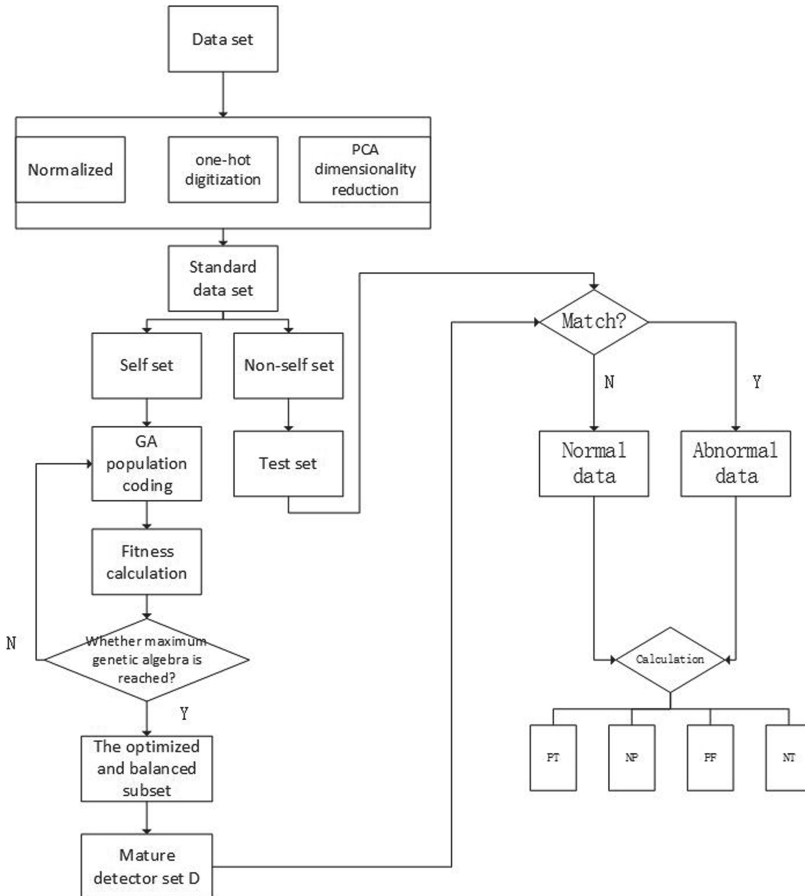 Data set
Normalized
one-hot
digitization
PCA
dimensionality
reduction
Standard
data set
Self set
Non-self set
GA
population
coding
Test set
Fitness
calculation
N
Whether maximum
genetic algebra is
reached?
Y
The optimized
and balanced
subset
Mature
detector set D
Match?
N
Y
Normal
data
Abnormal
data
Calculation
PT
NP
PF
NT